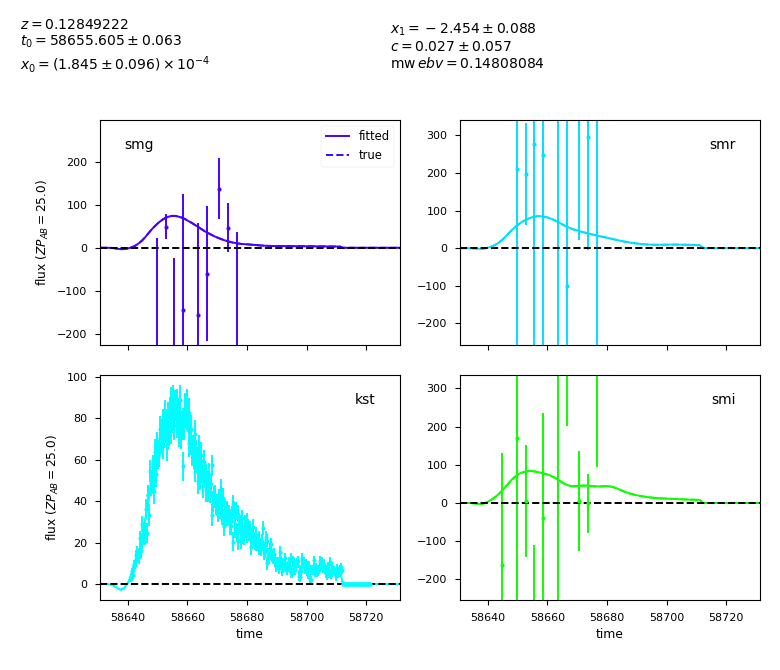 z = 0.12849222
t₀ = 58655.605 ± 0.063
x₀ = (1.845 ± 0.096) × 10⁻⁴
x₁ = −2.454 ± 0.088
c = 0.027 ± 0.057
mw ebv = 0.14808084
smg
fitted
true
flux (ZP_AB = 25.0)
200
100
0
−100
−200
smr
300
200
100
0
−100
−200
kst
flux (ZP_AB = 25.0)
100
80
60
40
20
0
58640 58660 58680 58700 58720
time
smi
300
200
100
0
−100
−200
58640 58660 58680 58700 58720
time